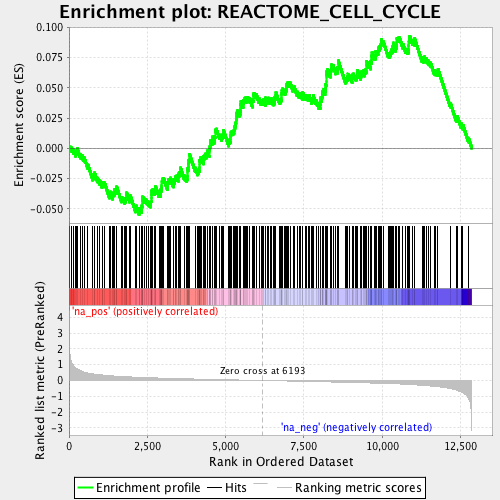 Enrichment plot: REACTOME_CELL_CYCLE
Enrichment score (ES)
0.100
0.075
0.050
0.025
0.000
-0.025
-0.050
'na_pos' (positively correlated)
Ranked list metric (PreRanked)
4
3
2
1
0
-1
-2
-3
Zero cross at 6193
'na_neg' (negatively correlated)
0
2,500
5,000
7,500
10,000
12,500
Rank in Ordered Dataset
Enrichment profile
Hits
Ranking metric scores